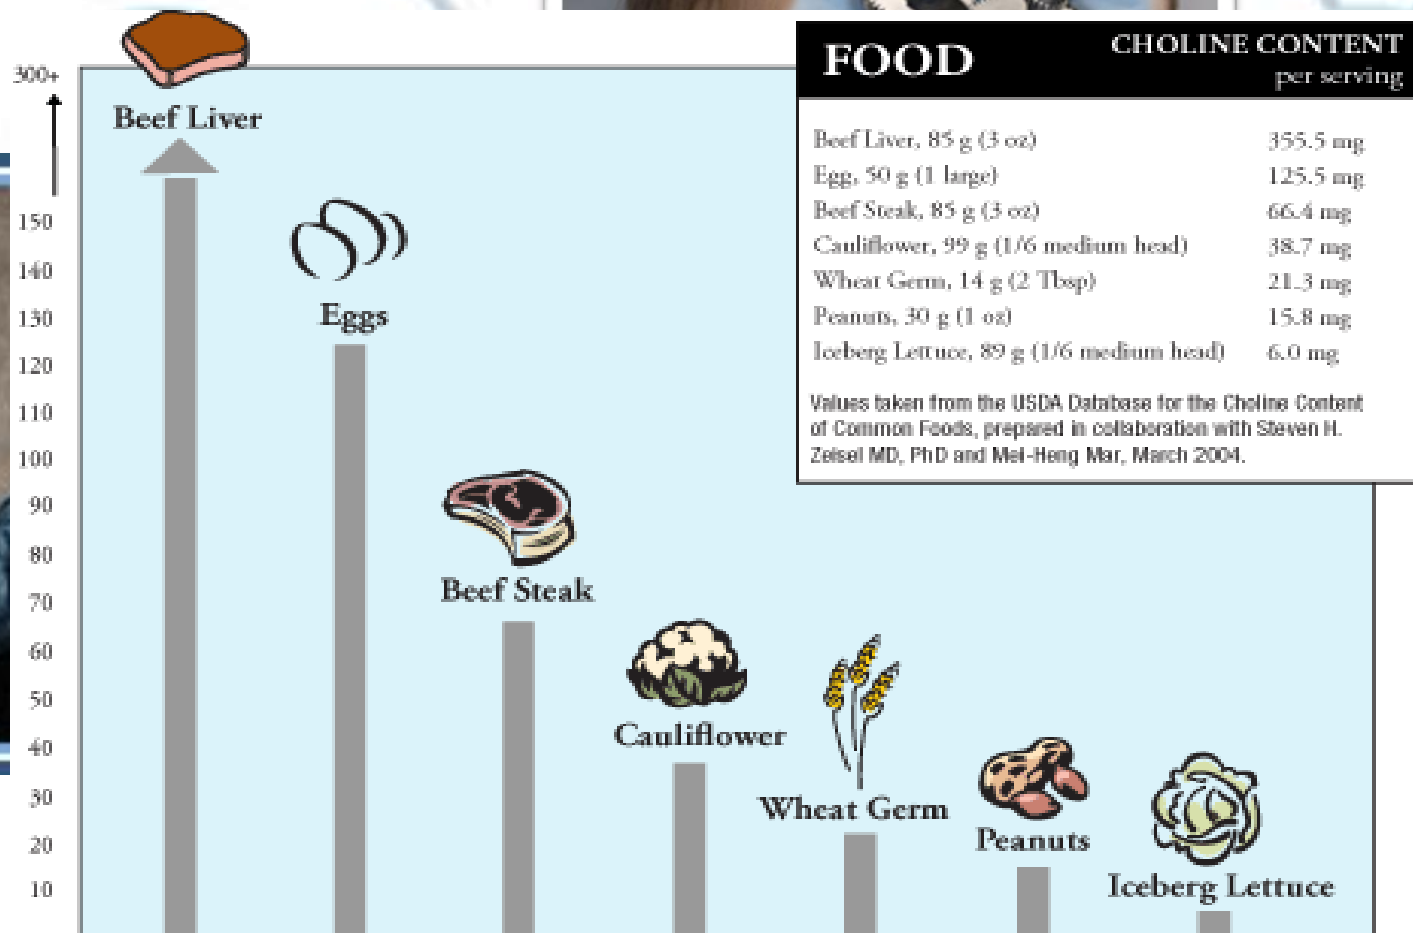 FOOD
CHOLINE CONTENT
per serving
Beef Liver, 85 g (3 oz) 355.5 mg
Egg, 50 g (1 large) 125.5 mg
Beef Steak, 85 g (3 oz) 66.4 mg
Cauliflower, 99 g (1/6 medium head) 38.7 mg
Wheat Germ, 14 g (2 Tbsp) 21.3 mg
Peanuts, 30 g (1 oz) 15.8 mg
Iceberg Lettuce, 89 g (1/6 medium head) 6.0 mg
Values taken from the USDA Database for the Choline Content
of Common Foods, prepared in collaboration with Steven H.
Zeisel MD, PhD and Mei-Heng Mar, March 2004.
300+
150
140
130
120
110
100
90
80
70
60
50
40
30
20
10
Beef Liver
Eggs
Beef Steak
Cauliflower
Wheat Germ
Peanuts
Iceberg Lettuce